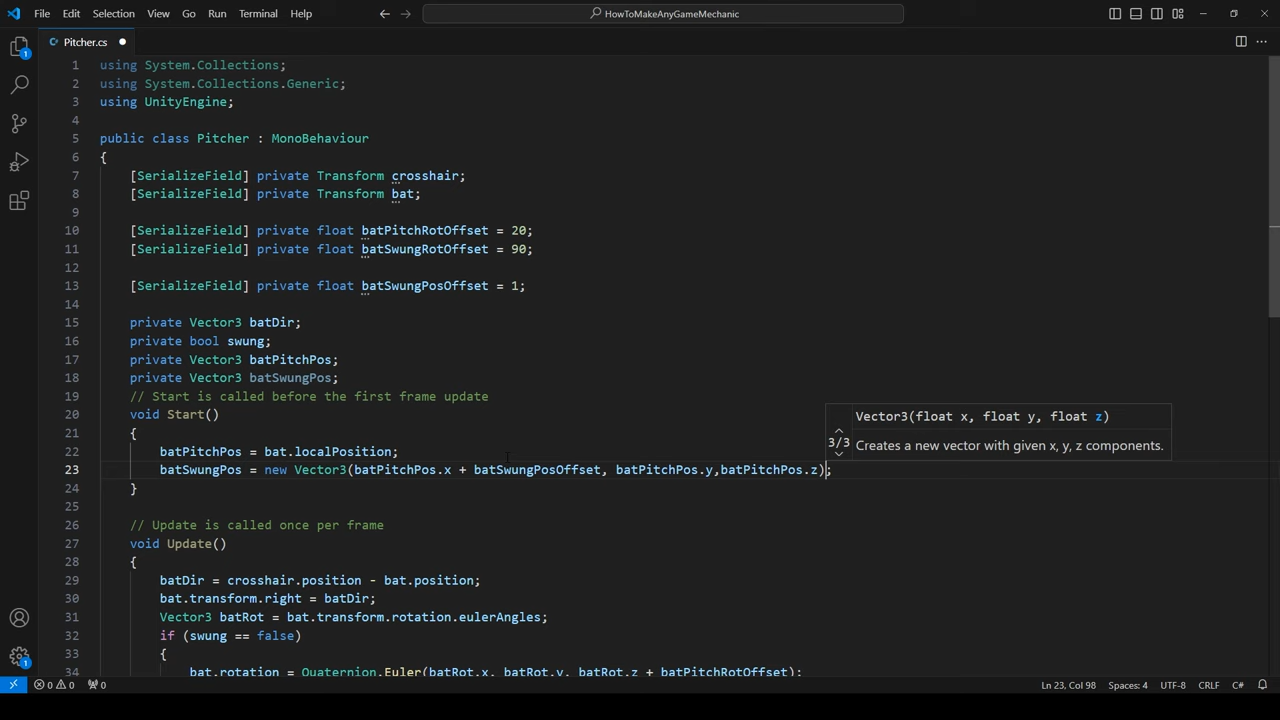 File Edit Selection View Go Run Terminal Help
HowToMakeAnyGameMechanic
Pitcher.cs
1 using System.Collections;
2 using System.Collections.Generic;
3 using UnityEngine;
4
5 public class Pitcher : MonoBehaviour
6 {
7 [SerializeField] private Transform crosshair;
8 [SerializeField] private Transform bat;
9
10 [SerializeField] private float batPitchRotOffset = 20;
11 [SerializeField] private float batSwungRotOffset = 90;
12
13 [SerializeField] private float batSwungPosOffset = 1;
14
15 private Vector3 batDir;
16 private bool swung;
17 private Vector3 batPitchPos;
18 private Vector3 batSwungPos;
19 // Start is called before the first frame update
20 void Start()
Vector3(float x, float y, float z)
21 {
3/3 Creates a new vector with given x, y, z components.
22 batPitchPos = bat.localPosition;
23 batSwungPos = new Vector3(batPitchPos.x + batSwungPosOffset, batPitchPos.y,batPitchPos.z);
24 }
25
26 // Update is called once per frame
27 void Update()
28 {
29 batDir = crosshair.position - bat.position;
30 bat.transform.right = batDir;
31 Vector3 batRot = bat.transform.rotation.eulerAngles;
32 if (swung == false)
33 {
34 bat.rotation = Quaternion.Euler(batRot.x, batRot.y, batRot.z + batPitchRotOffset);
1
1
0 0 0 Ln 23, Col 98 Spaces: 4 UTF-8 CRLF C#